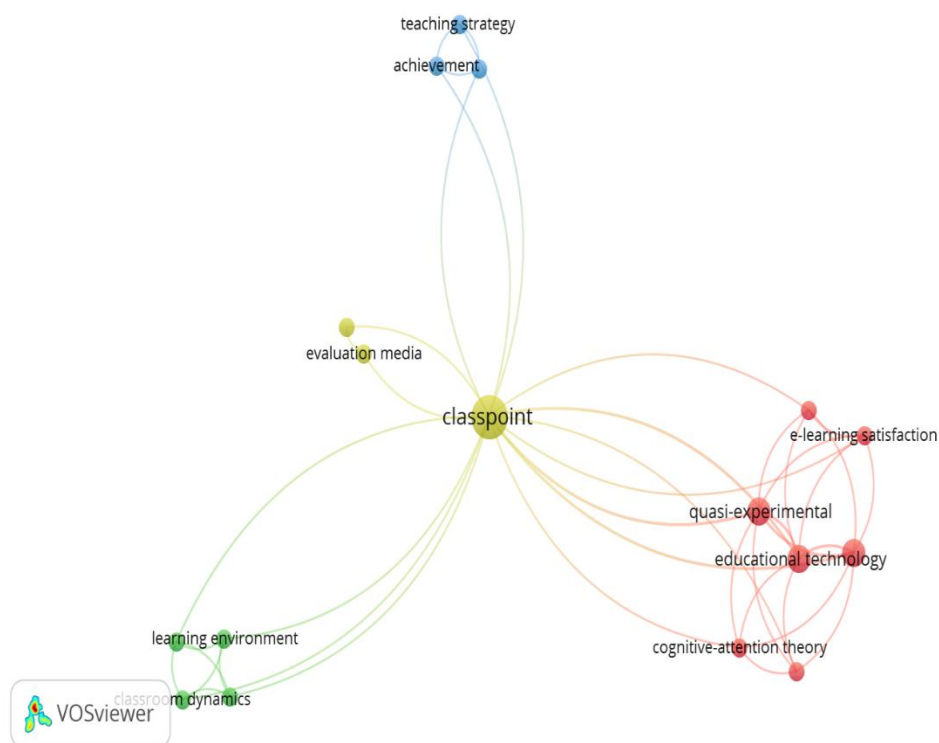 teaching strategy
achievement
evaluation media
classpoint
e-learning satisfaction
quasi-experimental
educational technology
learning environment
cognitive-attention theory
classroom dynamics
VOSviewer